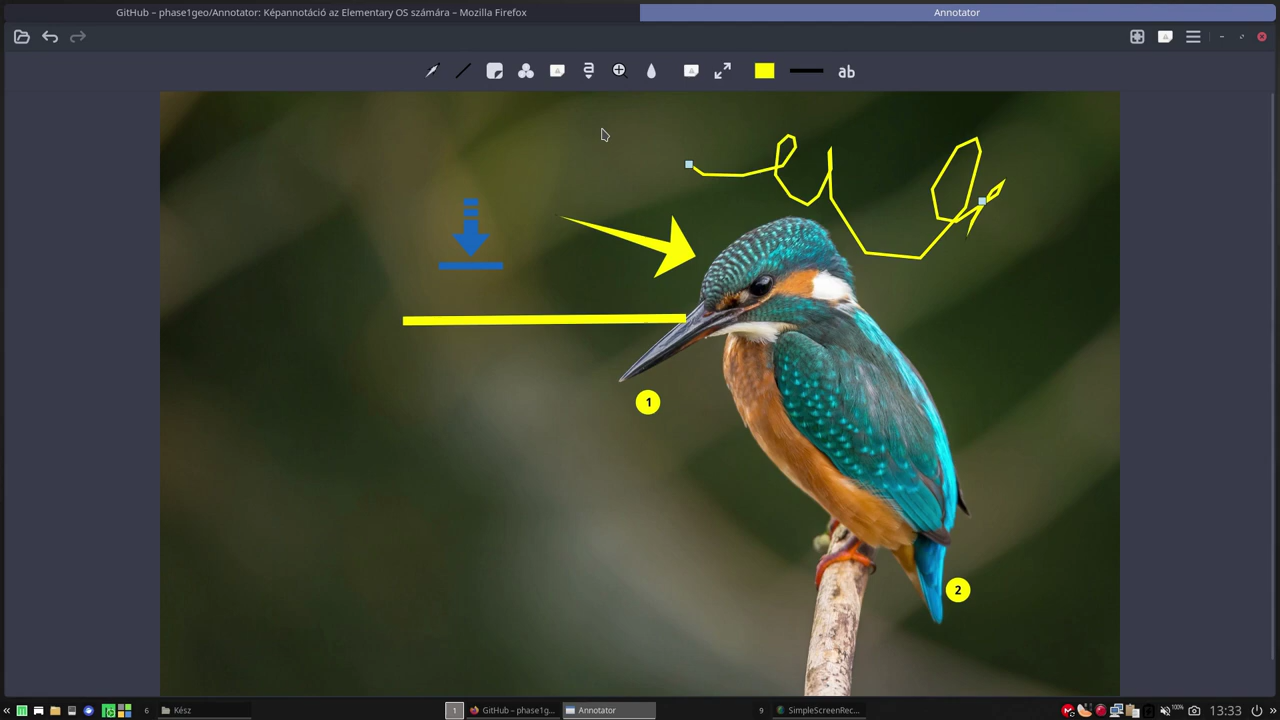 GitHub – phase1geo/Annotator: Képannotáció az Elementary OS számára – Mozilla Firefox
Annotator
ab
1
2
6
Kész
1
GitHub – phase1g...
Annotator
9
SimpleScreenRec...
100%
13:33